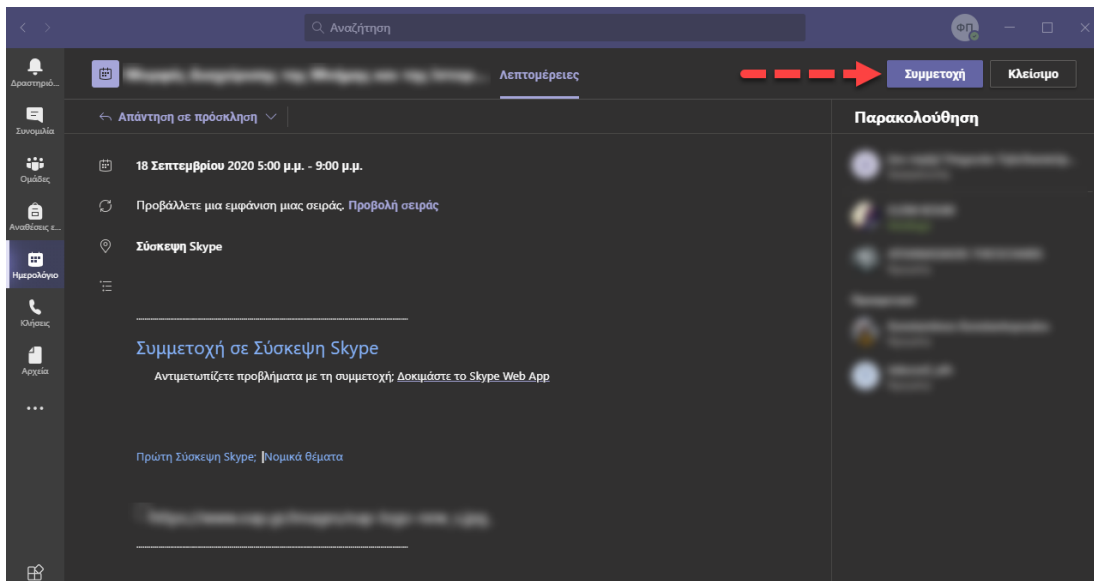 Αναζήτηση
ΦΠ
Δραστηριό...
Συνομιλία
Ομάδες
Αναθέσεις ε...
Ημερολόγιο
Κλήσεις
Αρχεία
Λεπτομέρειες
Συμμετοχή
Κλείσιμο
Απάντηση σε πρόσκληση
18 Σεπτεμβρίου 2020 5:00 μ.μ. - 9:00 μ.μ.
Προβάλλετε μια εμφάνιση μιας σειράς. Προβολή σειράς
Σύσκεψη Skype
Συμμετοχή σε Σύσκεψη Skype
Αντιμετωπίζετε προβλήματα με τη συμμετοχή; Δοκιμάστε το Skype Web App
Πρώτη Σύσκεψη Skype; |Νομικά θέματα
Παρακολούθηση